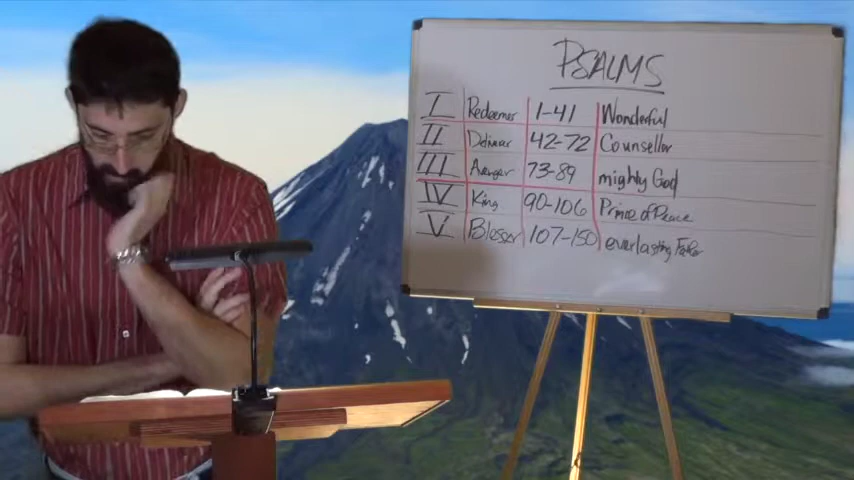 PSALMS
I Redeemer 1-41 Wonderful
II Deliverer 42-72 Counsellor
III Avenger 73-89 mighty God
IV King 90-106 Prince of Peace
V Blesser 107-150 everlasting Father